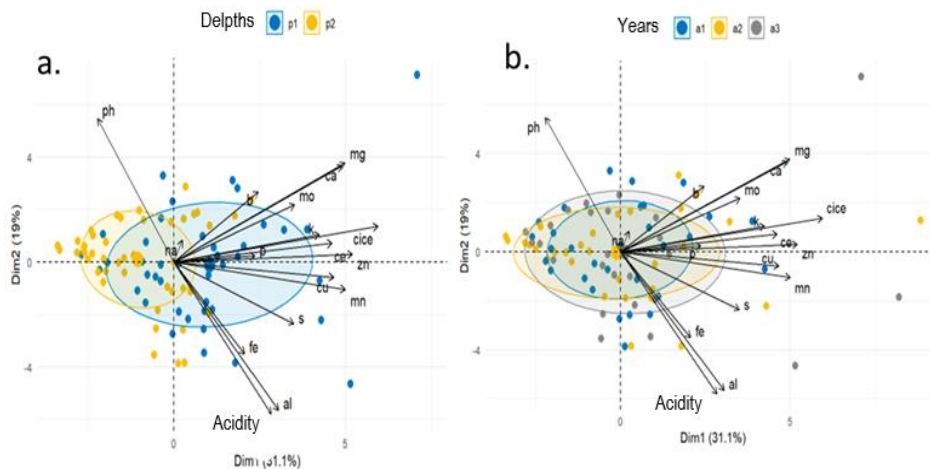 Delpths p1 p2
Years a1 a2 a3
a.
b.
ph
mg
ca
b
mo
k
cice
na
p
ce
zn
cu
mn
s
fe
al
Acidity
4
0
-4
Dim2 (19%)
0 5
ph
mg
ca
b
mo
k
cice
na
p
ce
zn
cu
mn
s
fe
al
Acidity
4
0
-4
Dim2 (19%)
0 5
Dim1 (31.1%)